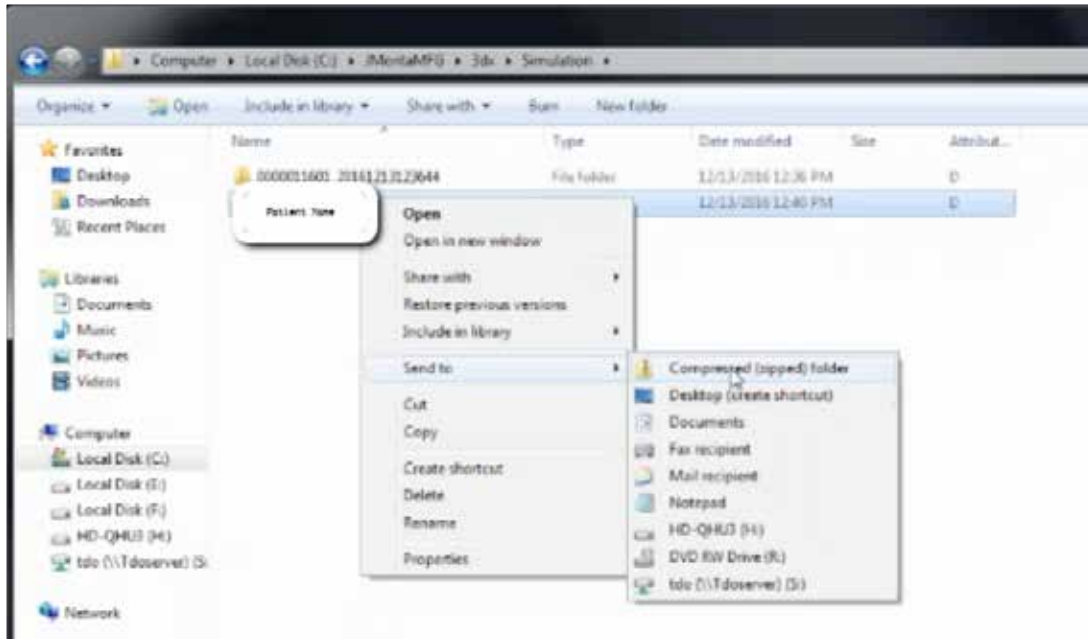 Computer ▸ Local Disk (C:) ▸ JMoritaMFG ▸ 3dx ▸ Simulation ▸
Organize Open Include in library Share with Burn New folder
Name Type Date modified Size Attribut...
Favorites
Desktop
Downloads
Recent Places
Libraries
Documents
Music
Pictures
Videos
Computer
Local Disk (C:)
Local Disk (E:)
Local Disk (F:)
HD-QHU3 (H:)
tdo (\\Tdoserver) (S:
Network
0000011601_20161213123644 File folder 12/13/2016 12:36 PM D
Patient Name 12/13/2016 12:40 PM D
Open
Open in new window
Share with
Restore previous versions
Include in library
Send to
Cut
Copy
Create shortcut
Delete
Rename
Properties
Compressed (zipped) folder
Desktop (create shortcut)
Documents
Fax recipient
Mail recipient
Notepad
HD-QHU3 (H:)
DVD RW Drive (R:)
tdo (\\Tdoserver) (S:)